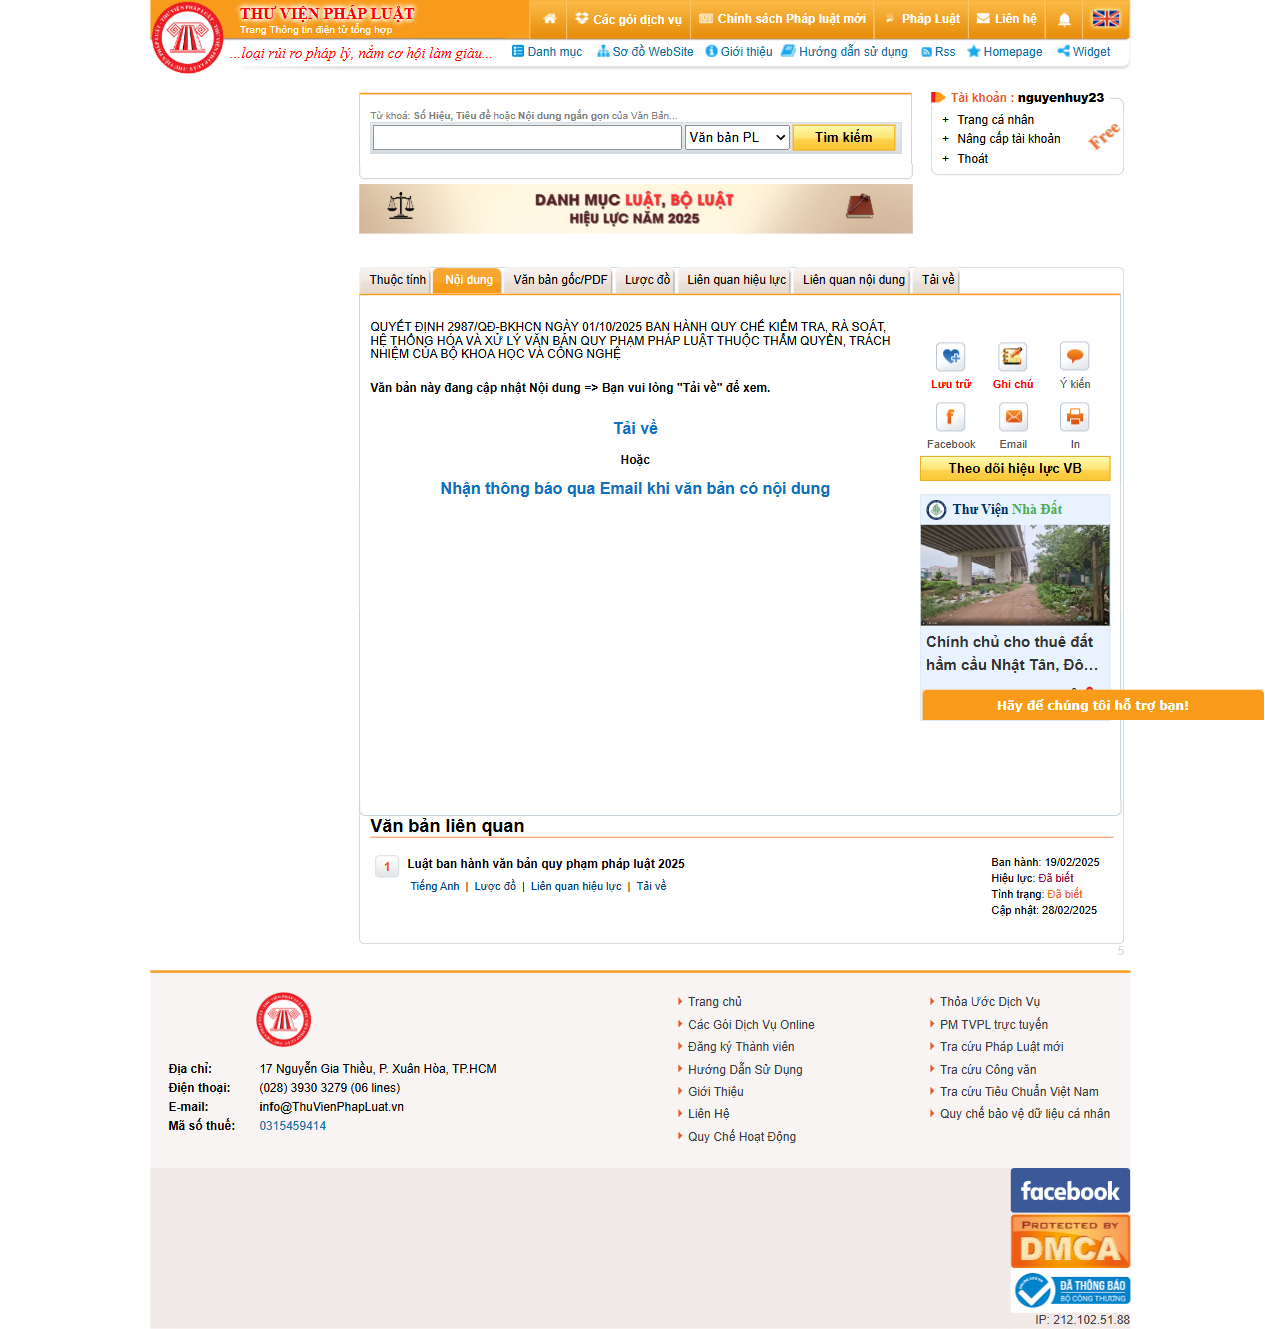 THƯ VIỆN PHÁP LUẬT
Trang Thông tin điện tử tổng hợp
Các gói dịch vụ
Chính sách Pháp luật mới
Pháp Luật
Liên hệ
...loại rủi ro pháp lý, nắm cơ hội làm giàu...
Danh mục
Sơ đồ WebSite
Giới thiệu
Hướng dẫn sử dụng
Rss
Homepage
Widget
Từ khoá: Số Hiệu, Tiêu đề hoặc Nội dung ngắn gọn của Văn Bản...
Văn bản PL
Tìm kiếm
Tài khoản : nguyenhuy23
+ Trang cá nhân
+ Nâng cấp tài khoản
+ Thoát
Free
DANH MỤC LUẬT, BỘ LUẬT
HIỆU LỰC NĂM 2025
Thuộc tính
Nội dung
Văn bản gốc/PDF
Lược đồ
Liên quan hiệu lực
Liên quan nội dung
Tải về
QUYẾT ĐỊNH 2987/QĐ-BKHCN NGÀY 01/10/2025 BAN HÀNH QUY CHẾ KIỂM TRA, RÀ SOÁT,
HỆ THỐNG HÓA VÀ XỬ LÝ VĂN BẢN QUY PHẠM PHÁP LUẬT THUỘC THẨM QUYỀN, TRÁCH
NHIỆM CỦA BỘ KHOA HỌC VÀ CÔNG NGHỆ
Văn bản này đang cập nhật Nội dung => Bạn vui lòng "Tải về" để xem.
Tải về
Hoặc
Nhận thông báo qua Email khi văn bản có nội dung
Lưu trữ
Ghi chú
Ý kiến
Facebook
Email
In
Theo dõi hiệu lực VB
Thư Viện Nhà Đất
Chính chủ cho thuê đất
hầm cầu Nhật Tân, Đô...
Hãy để chúng tôi hỗ trợ bạn!
Văn bản liên quan
1
Luật ban hành văn bản quy phạm pháp luật 2025
Tiếng Anh | Lược đồ | Liên quan hiệu lực | Tải về
Ban hành: 19/02/2025
Hiệu lực: Đã biết
Tình trạng: Đã biết
Cập nhật: 28/02/2025
5
Địa chỉ: 17 Nguyễn Gia Thiều, P. Xuân Hòa, TP.HCM
Điện thoại: (028) 3930 3279 (06 lines)
E-mail: info@ThuVienPhapLuat.vn
Mã số thuế: 0315459414
Trang chủ
Các Gói Dịch Vụ Online
Đăng ký Thành viên
Hướng Dẫn Sử Dụng
Giới Thiệu
Liên Hệ
Quy Chế Hoạt Động
Thỏa Ước Dịch Vụ
PM TVPL trực tuyến
Tra cứu Pháp Luật mới
Tra cứu Công văn
Tra cứu Tiêu Chuẩn Việt Nam
Quy chế bảo vệ dữ liệu cá nhân
facebook
PROTECTED BY
DMCA
ĐÃ THÔNG BÁO
BỘ CÔNG THƯƠNG
IP: 212.102.51.88